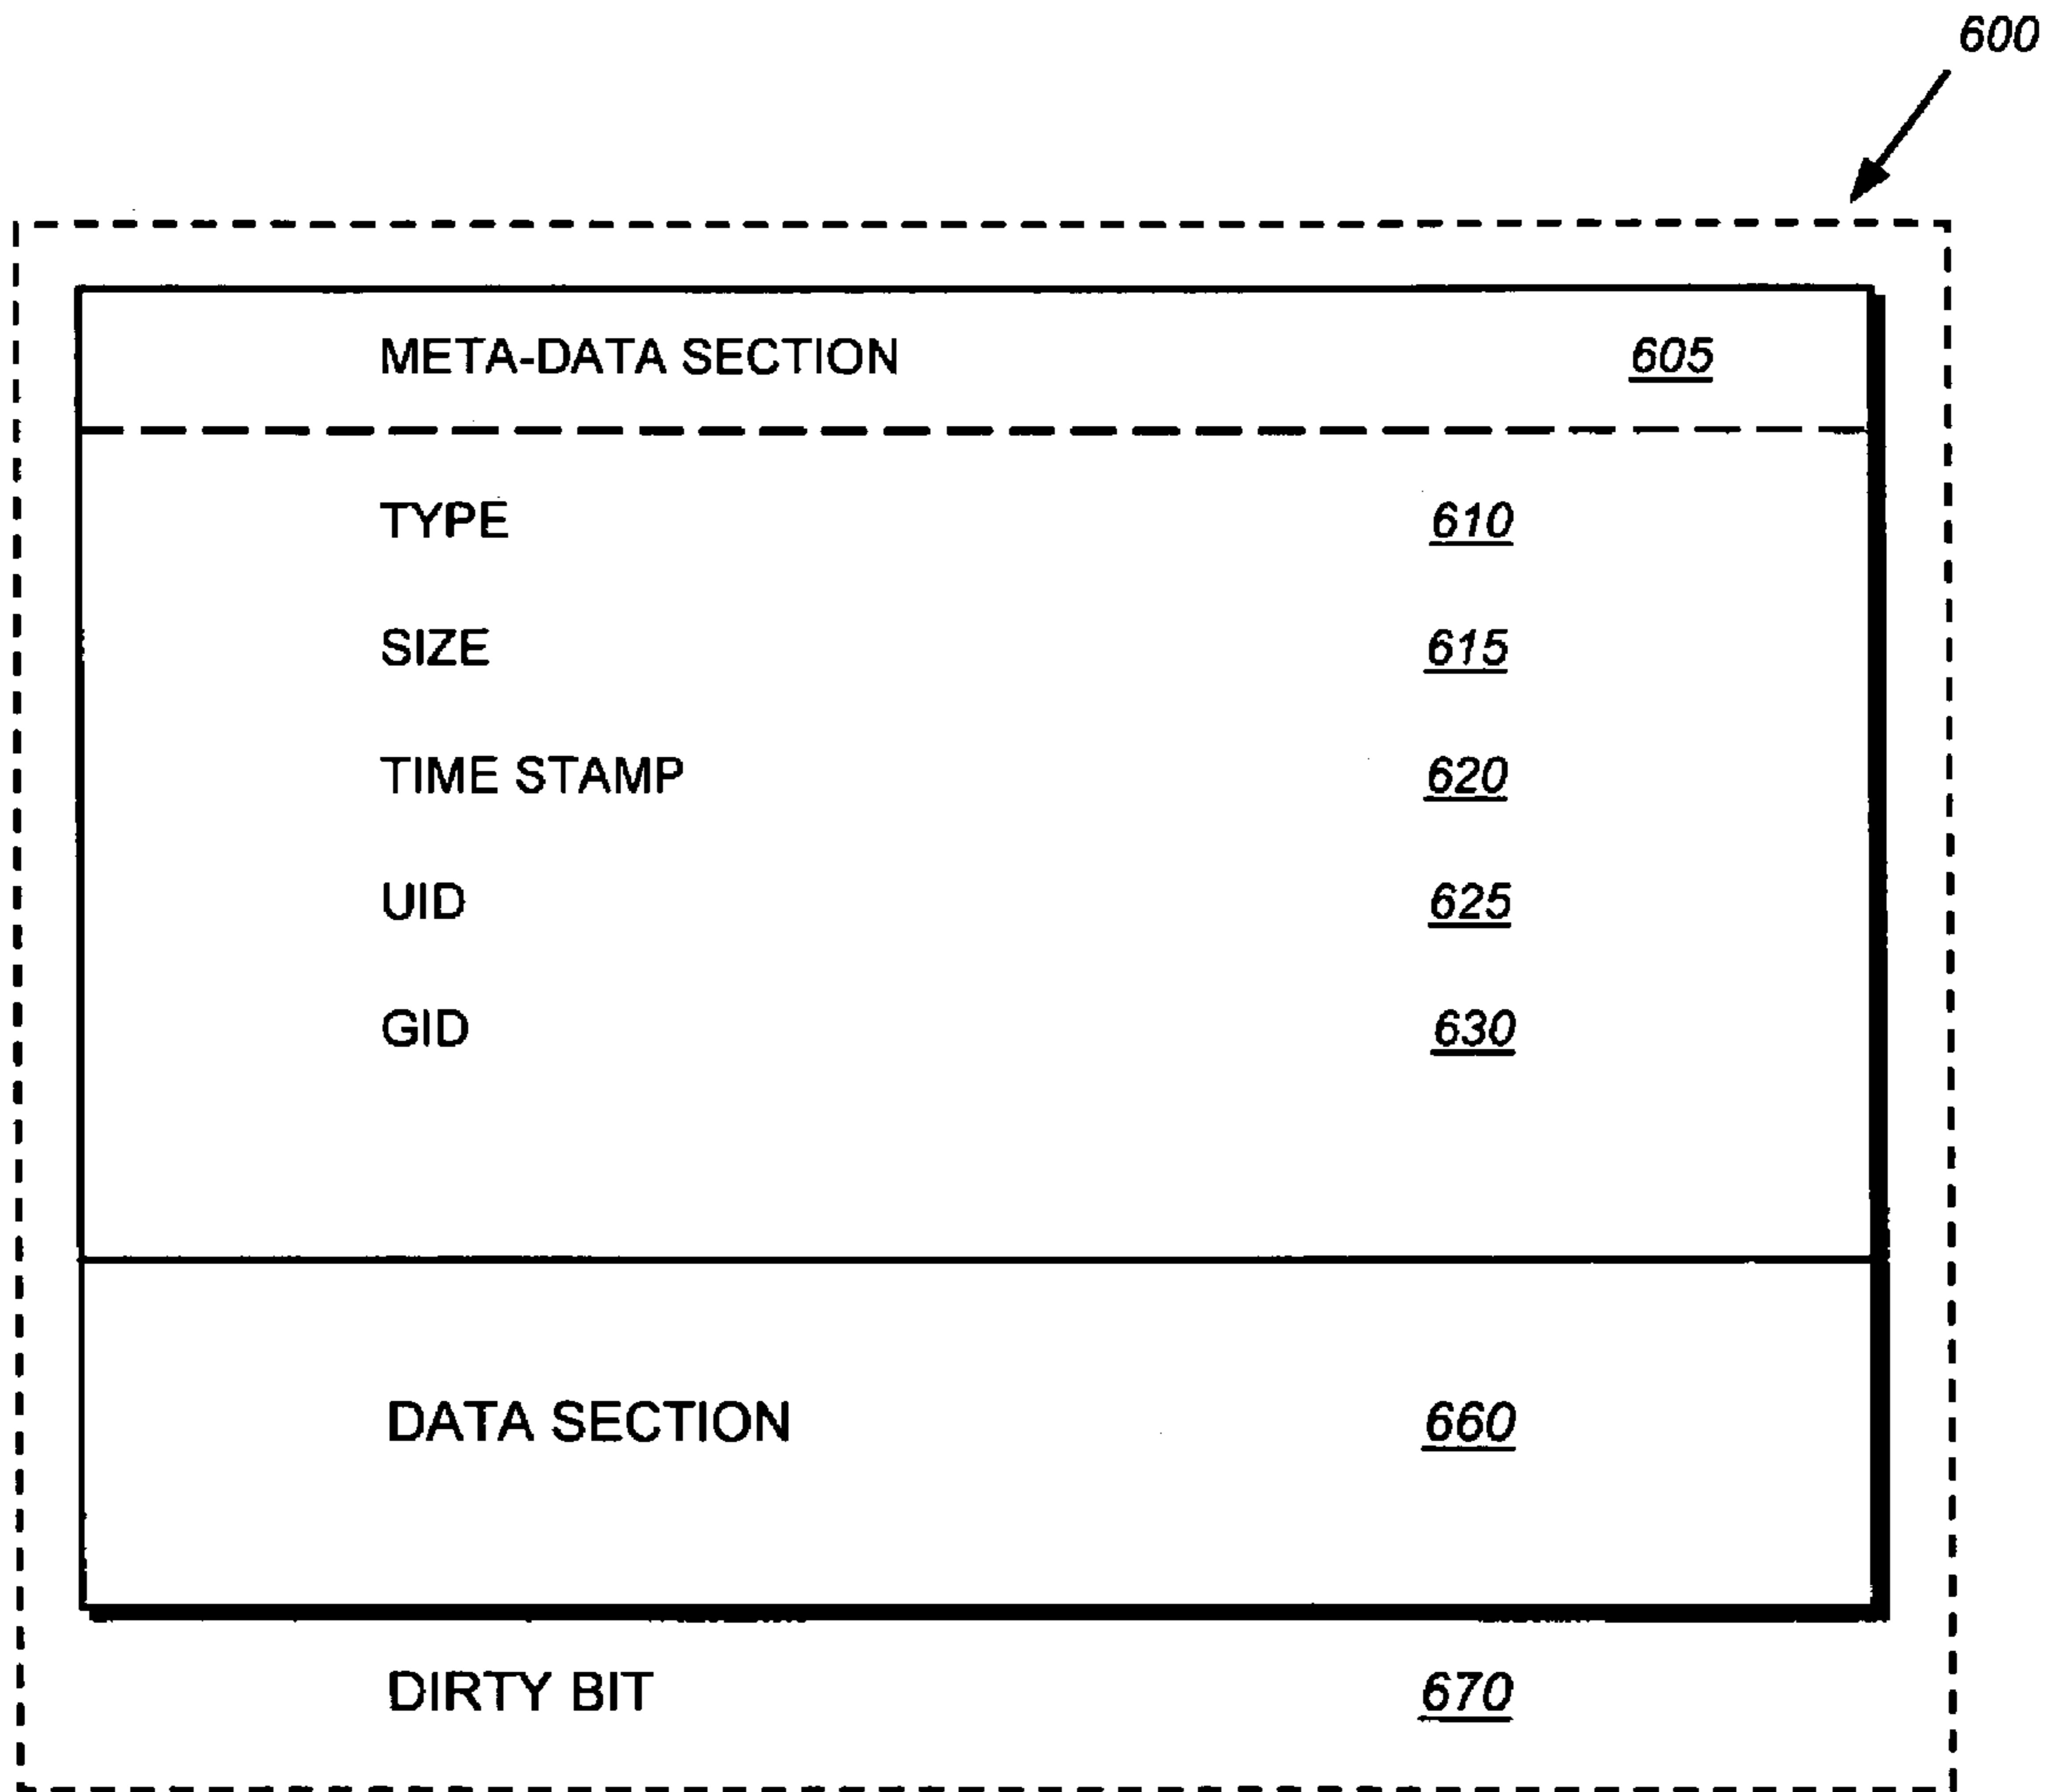 600
META-DATA SECTION 605
TYPE 610
SIZE 615
TIME STAMP 620
UID 625
GID 630
DATA SECTION 660
DIRTY BIT 670